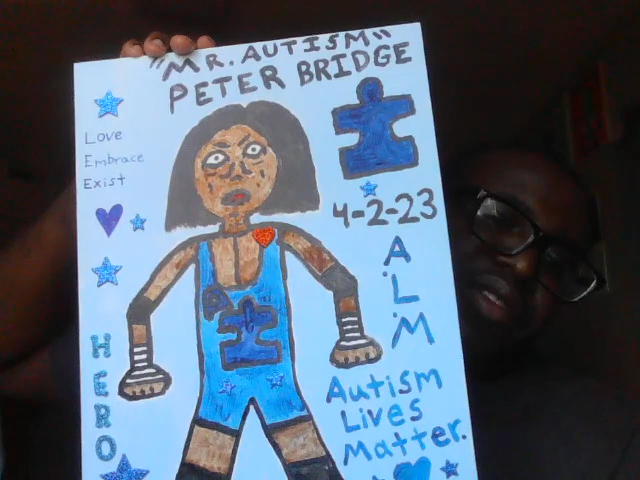 "MR. AUTISM"
PETER BRIDGE
Love
Embrace
Exist
4-2-23
A.
L.
M
HERO
Autism
Lives
Matter.